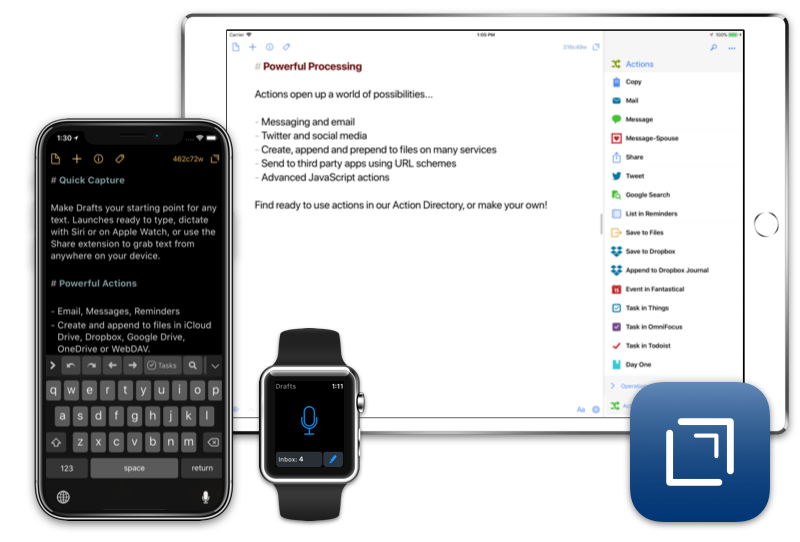 Carrier
1:05 PM
100%
316c49w
# Powerful Processing
Actions open up a world of possibilities...
- Messaging and email
- Twitter and social media
- Create, append and prepend to files on many services
- Send to third party apps using URL schemes
- Advanced JavaScript actions
Find ready to use actions in our Action Directory, or make your own!
Aa
Actions
Copy
Mail
Message
Message-Spouse
Share
Tweet
Google Search
List in Reminders
Save to Files
Save to Dropbox
Append to Dropbox Journal
Event in Fantastical
Task in Things
Task in OmniFocus
Task in Todoist
Day One
1:30
462c72w
# Quick Capture
Make Drafts your starting point for any
text. Launches ready to type, dictate
with Siri or on Apple Watch, or use the
Share extension to grab text from
anywhere on your device.
# Powerful Actions
- Email, Messages, Reminders
- Create and append to files in iCloud
Drive, Dropbox, Google Drive,
OneDrive or WebDAV.
Tasks
q w e r t y u i o p
a s d f g h j k l
z x c v b n m
123 space return
Drafts 1:11
Inbox: 4